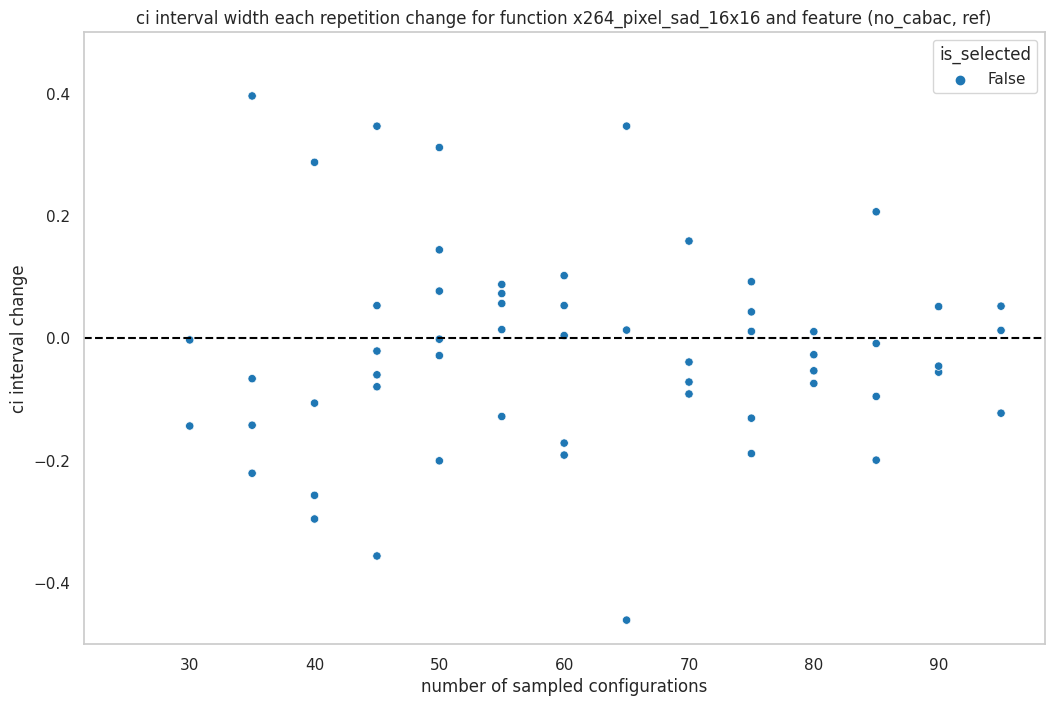 ci interval width each repetition change for function x264_pixel_sad_16x16 and feature (no_cabac, ref)
is_selected
False
ci interval change
0.4
0.2
0.0
−0.2
−0.4
30 40 50 60 70 80 90
number of sampled configurations